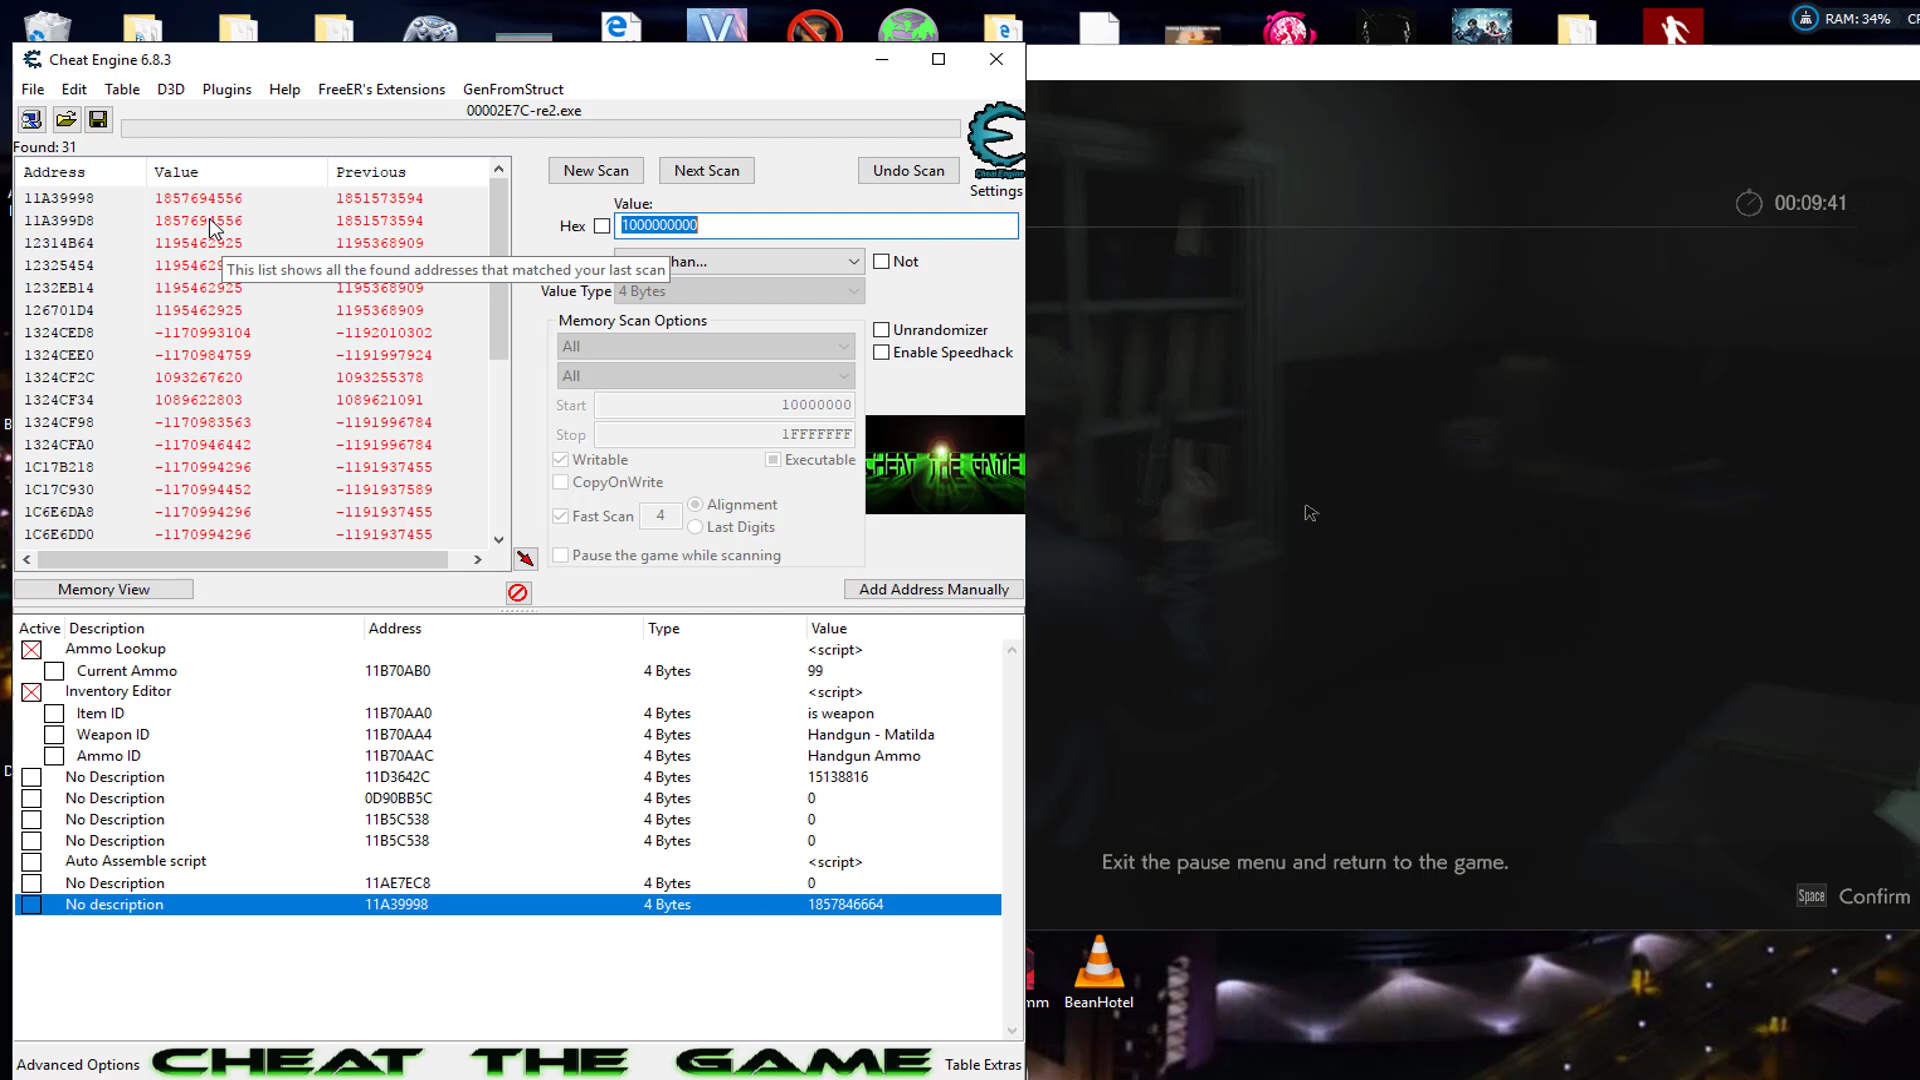 RAM: 34%
Cheat Engine 6.8.3
File Edit Table D3D Plugins Help FreeER's Extensions GenFromStruct
00002E7C-re2.exe
Found: 31
Address Value Previous
11A39998 1857694556 1851573594
11A399D8 1857694556 1851573594
12314B64 1195462925 1195368909
12325454
This list shows all the found addresses that matched your last scan
1232EB14 1195462925 1195368909
126701D4 1195462925 1195368909
1324CED8 -1170993104 -1192010302
1324CEE0 -1170984759 -1191997924
1324CF2C 1093267620 1093255378
1324CF34 1089622803 1089621091
1324CF98 -1170983563 -1191996784
1324CFA0 -1170946442 -1191996784
1C17B218 -1170994296 -1191937455
1C17C930 -1170994452 -1191937589
1C6E6DA8 -1170994296 -1191937455
1C6E6DD0 -1170994296 -1191937455
New Scan Next Scan Undo Scan
Cheat Engine
Settings
Value:
Hex 1000000000
han... Not
Value Type 4 Bytes
Memory Scan Options
All
All
Start 10000000
Stop 1FFFFFFF
Writable Executable
CopyOnWrite
Fast Scan 4 Alignment
Last Digits
Pause the game while scanning
Unrandomizer
Enable Speedhack
CHEAT THE GAME
Memory View
Add Address Manually
Active Description Address Type Value
Ammo Lookup <script>
Current Ammo 11B70AB0 4 Bytes 99
Inventory Editor <script>
Item ID 11B70AA0 4 Bytes is weapon
Weapon ID 11B70AA4 4 Bytes Handgun - Matilda
Ammo ID 11B70AAC 4 Bytes Handgun Ammo
No Description 11D3642C 4 Bytes 15138816
No Description 0D90BB5C 4 Bytes 0
No Description 11B5C538 4 Bytes 0
No Description 11B5C538 4 Bytes 0
Auto Assemble script <script>
No Description 11AE7EC8 4 Bytes 0
No description 11A39998 4 Bytes 1857846664
Advanced Options CHEAT THE GAME Table Extras
00:09:41
Exit the pause menu and return to the game.
Space Confirm
mm
BeanHotel